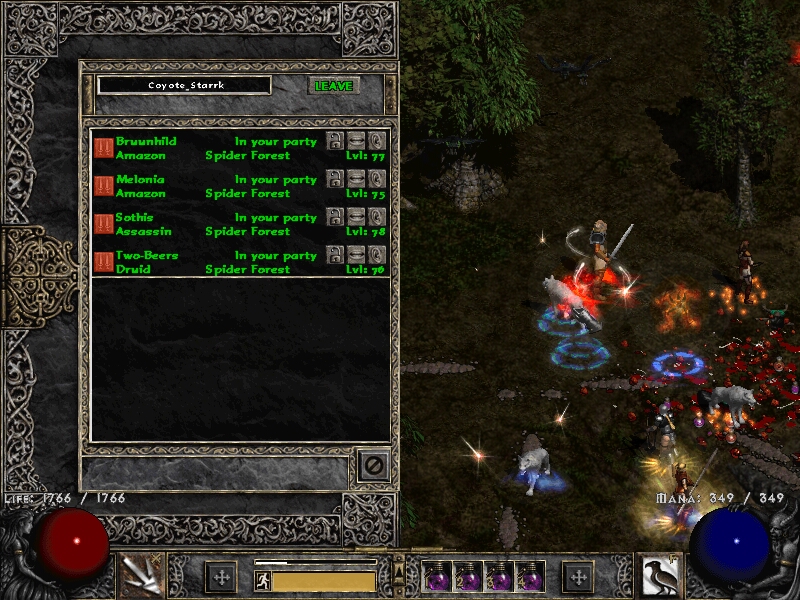 Coyote_Starrk
LEAVE
Bruunhild In your party
Amazon Spider Forest Lvl: 77
Melonia In your party
Amazon Spider Forest Lvl: 75
Sothis In your party
Assassin Spider Forest Lvl: 78
Two-Beers In your party
Druid Spider Forest Lvl: 76
Life: 1766 / 1766
Mana: 349 / 349